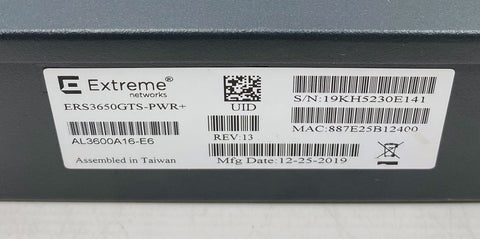 Extreme®
networks
ERS3650GTS-PWR+
AL3600A16-E6
Assembled in Taiwan
UID
REV:13
Mfg Date:12-25-2019
S/N:19KH5230E141
MAC:887E25B12400